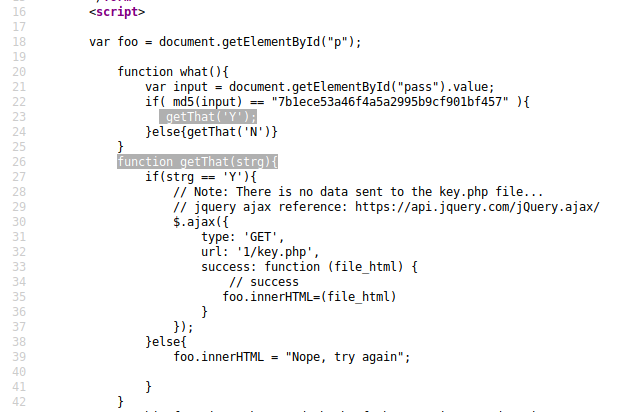 16 <script>
17
18 var foo = document.getElementById("p");
19
20 function what(){
21 var input = document.getElementById("pass").value;
22 if( md5(input) == "7b1ece53a46f4a5a2995b9cf901bf457" ){
23 getThat('Y');
24 }else{getThat('N')}
25 }
26 function getThat(strg){
27 if(strg == 'Y'){
28 // Note: There is no data sent to the key.php file...
29 // jquery ajax reference: https://api.jquery.com/jQuery.ajax/
30 $.ajax({
31 type: 'GET',
32 url: '1/key.php',
33 success: function (file_html) {
34 // success
35 foo.innerHTML=(file_html)
36 }
37 });
38 }else{
39 foo.innerHTML = "Nope, try again";
40
41 }
42 }